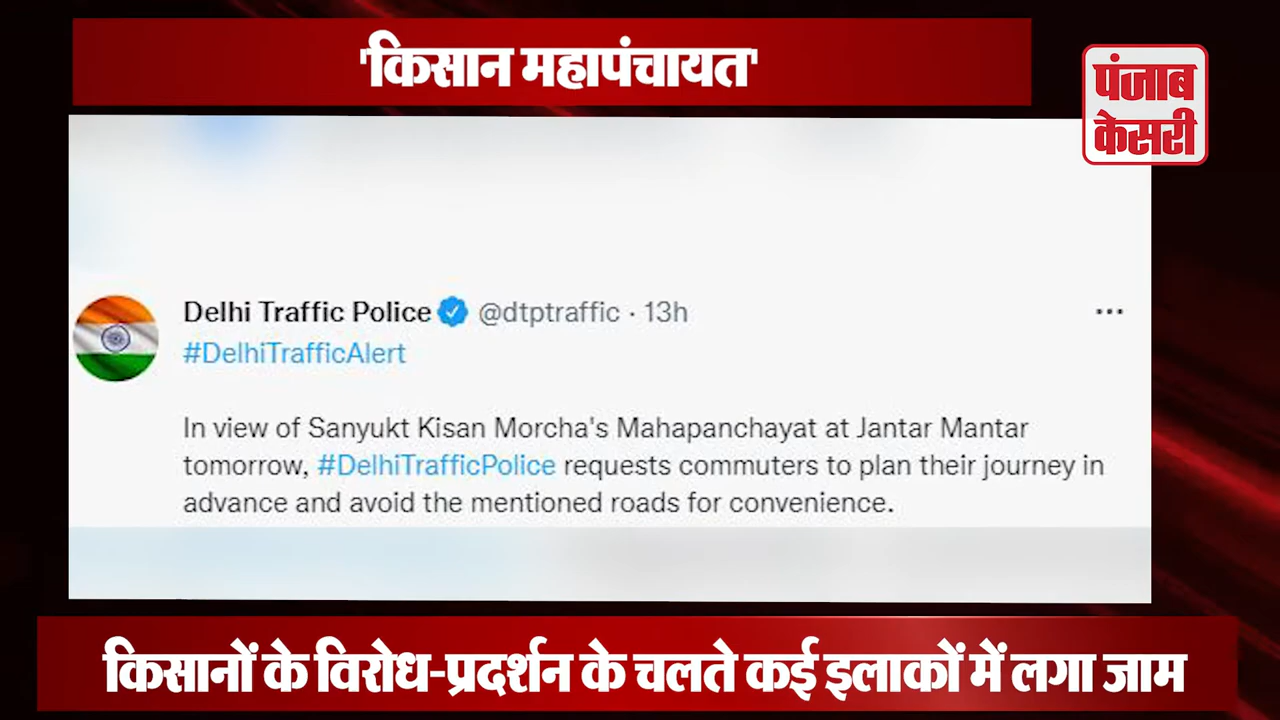 'किसान महापंचायत'
पंजाब
केसरी
Delhi Traffic Police @dtptraffic · 13h
#DelhiTrafficAlert
In view of Sanyukt Kisan Morcha's Mahapanchayat at Jantar Mantar
tomorrow, #DelhiTrafficPolice requests commuters to plan their journey in
advance and avoid the mentioned roads for convenience.
किसानों के विरोध-प्रदर्शन के चलते कई इलाकों में लगा जाम